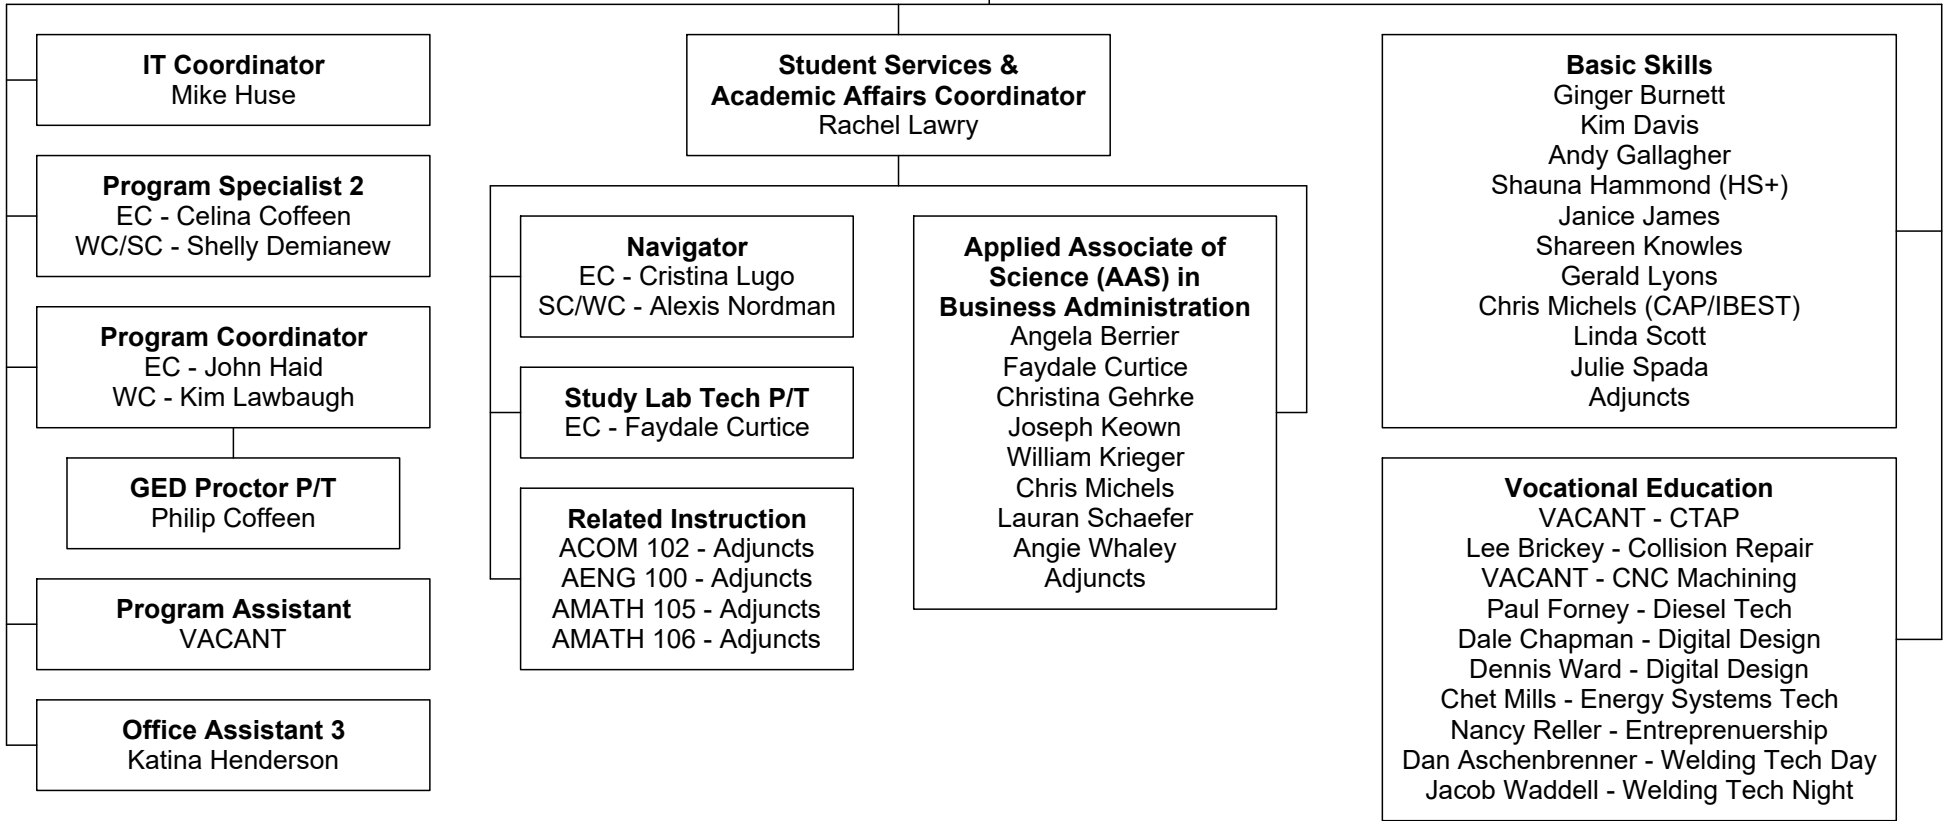 IT Coordinator
Mike Huse
Program Specialist 2
EC - Celina Coffeen
WC/SC - Shelly Demianew
Program Coordinator
EC - John Haid
WC - Kim Lawbaugh
GED Proctor P/T
Philip Coffeen
Program Assistant
VACANT
Office Assistant 3
Katina Henderson
Student Services &
Academic Affairs Coordinator
Rachel Lawry
Navigator
EC - Cristina Lugo
SC/WC - Alexis Nordman
Study Lab Tech P/T
EC - Faydale Curtice
Related Instruction
ACOM 102 - Adjuncts
AENG 100 - Adjuncts
AMATH 105 - Adjuncts
AMATH 106 - Adjuncts
Applied Associate of
Science (AAS) in
Business Administration
Angela Berrier
Faydale Curtice
Christina Gehrke
Joseph Keown
William Krieger
Chris Michels
Lauran Schaefer
Angie Whaley
Adjuncts
Basic Skills
Ginger Burnett
Kim Davis
Andy Gallagher
Shauna Hammond (HS+)
Janice James
Shareen Knowles
Gerald Lyons
Chris Michels (CAP/IBEST)
Linda Scott
Julie Spada
Adjuncts
Vocational Education
VACANT - CTAP
Lee Brickey - Collision Repair
VACANT - CNC Machining
Paul Forney - Diesel Tech
Dale Chapman - Digital Design
Dennis Ward - Digital Design
Chet Mills - Energy Systems Tech
Nancy Reller - Entreprenuership
Dan Aschenbrenner - Welding Tech Day
Jacob Waddell - Welding Tech Night